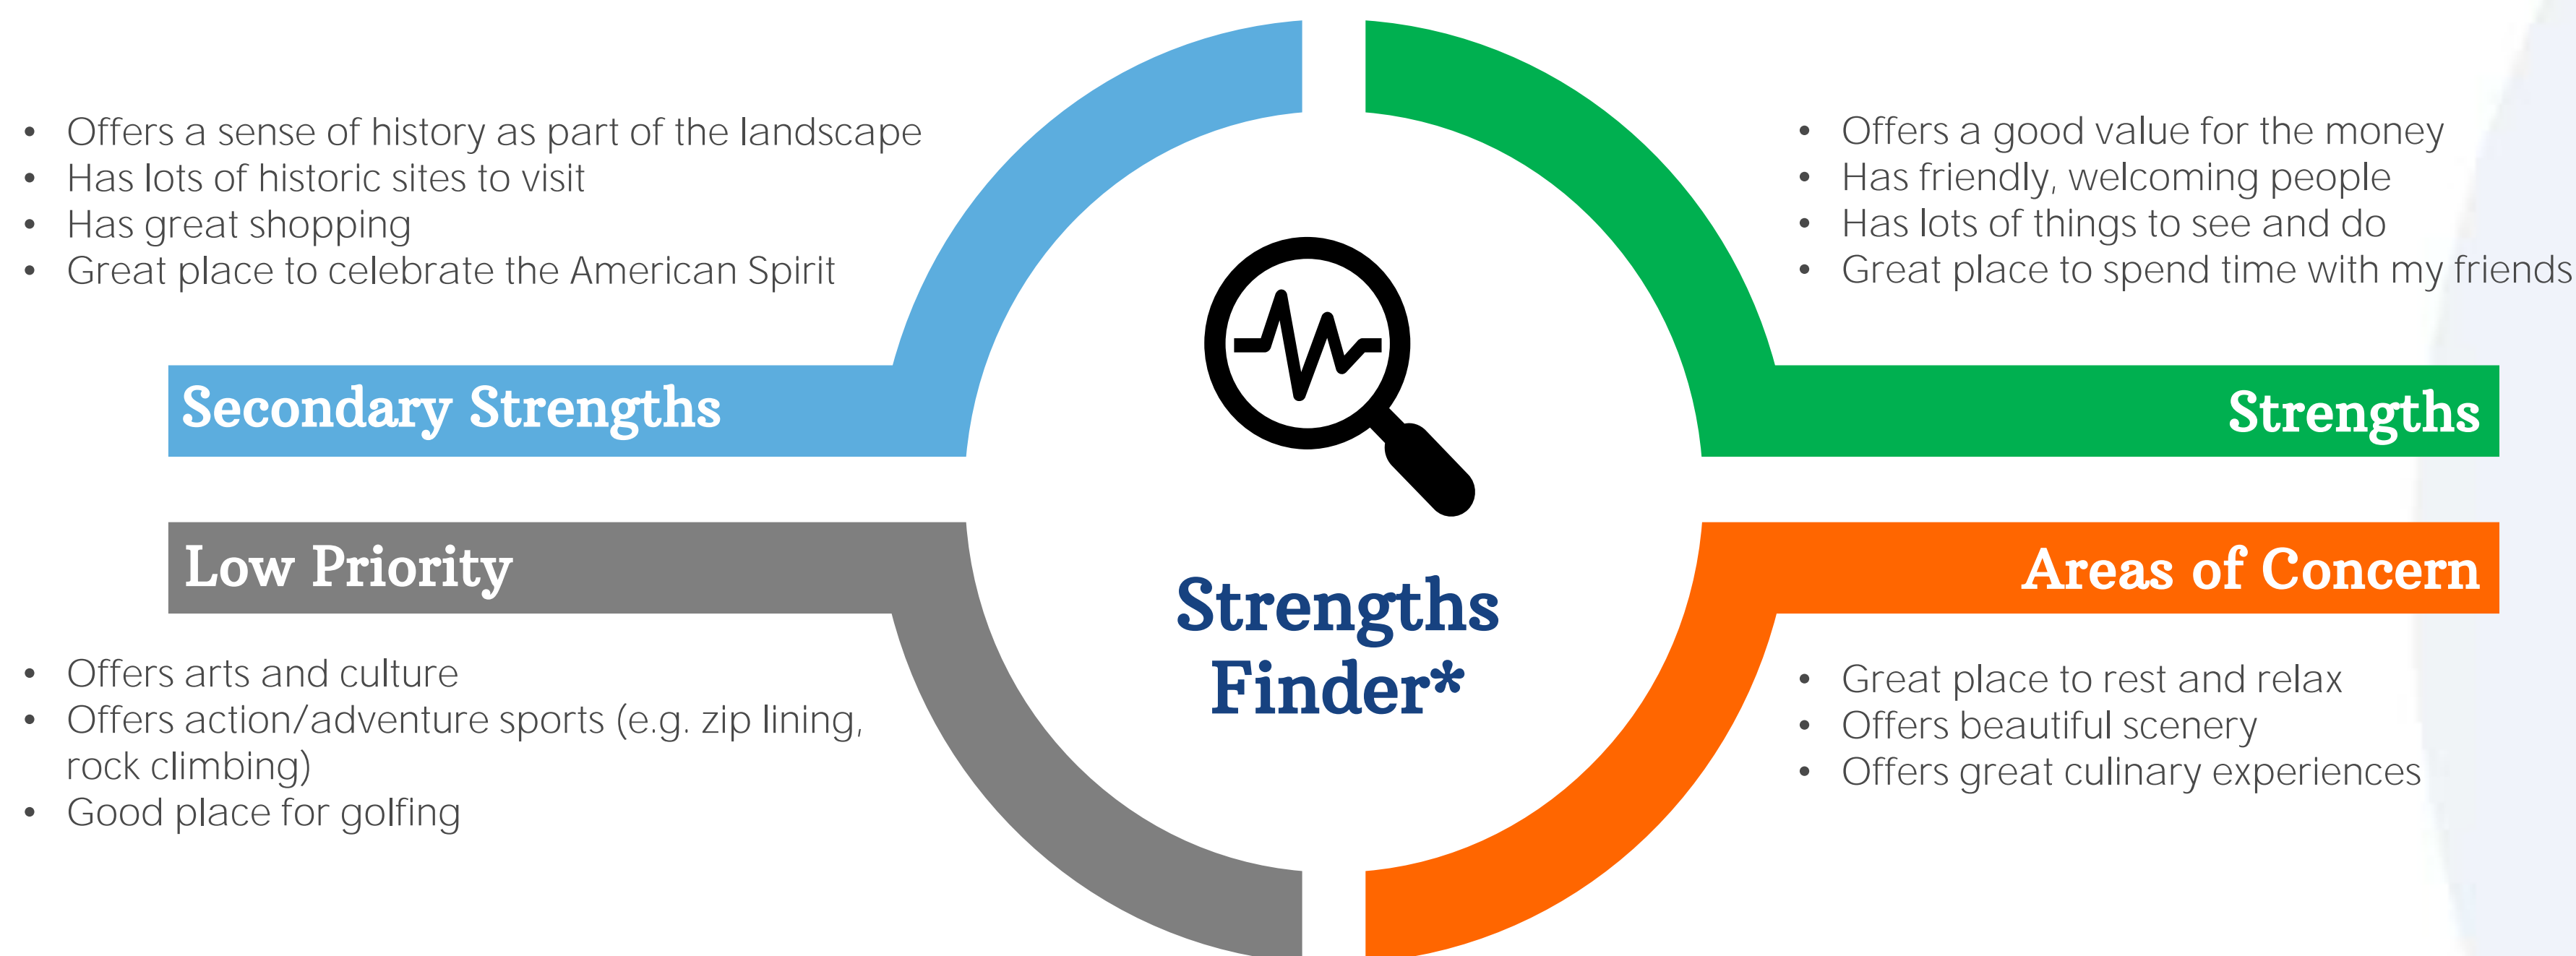 • Offers a sense of history as part of the landscape
• Has lots of historic sites to visit
• Has great shopping
• Great place to celebrate the American Spirit
Secondary Strengths
• Offers a good value for the money
• Has friendly, welcoming people
• Has lots of things to see and do
• Great place to spend time with my friends
Strengths
Low Priority
• Offers arts and culture
• Offers action/adventure sports (e.g. zip lining,
rock climbing)
• Good place for golfing
Strengths
Finder*
Areas of Concern
• Great place to rest and relax
• Offers beautiful scenery
• Offers great culinary experiences